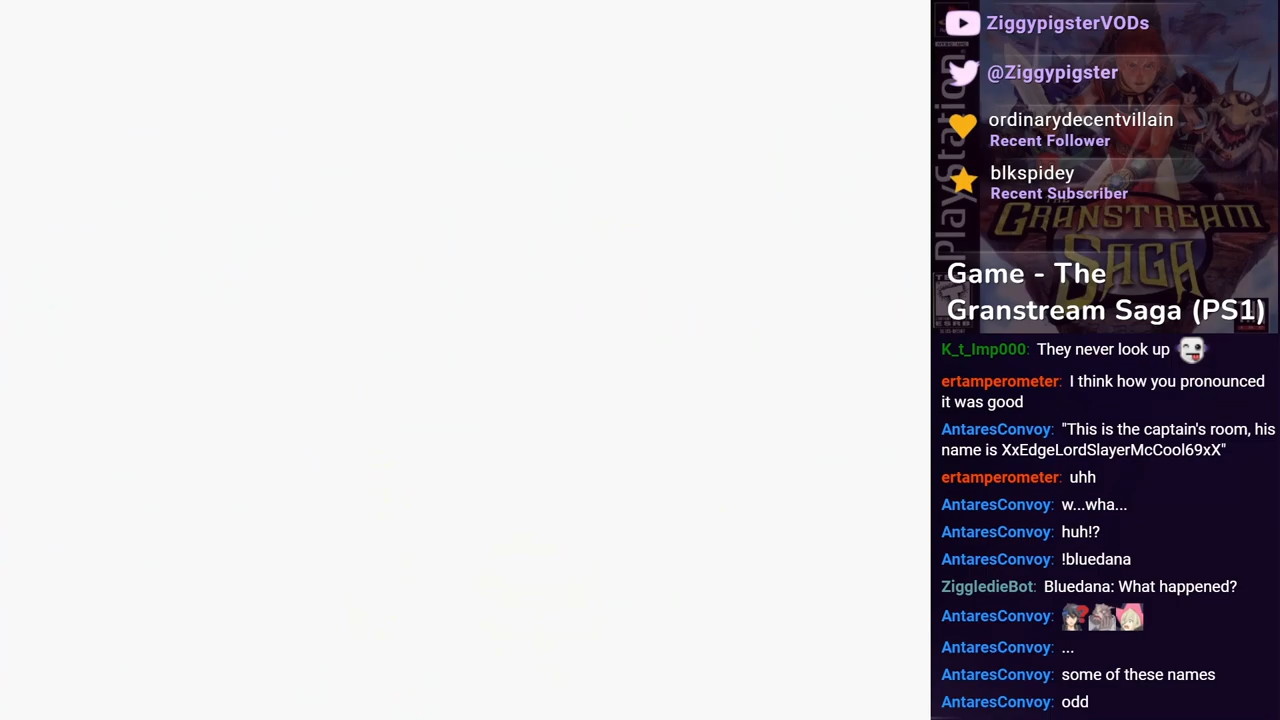 ZiggypigsterVODs
@Ziggypigster
ordinarydecentvillain
Recent Follower
blkspidey
Recent Subscriber
PlayStation
GRANSTREAM
SAGA
Game - The
Granstream Saga (PS1)
K_t_Imp000: They never look up
ertamperometer: I think how you pronounced
it was good
AntaresConvoy: "This is the captain's room, his
name is XxEdgeLordSlayerMcCool69xX"
ertamperometer: uhh
AntaresConvoy: w...wha...
AntaresConvoy: huh!?
AntaresConvoy: !bluedana
ZiggledieBot: Bluedana: What happened?
AntaresConvoy:
AntaresConvoy: ...
AntaresConvoy: some of these names
AntaresConvoy: odd